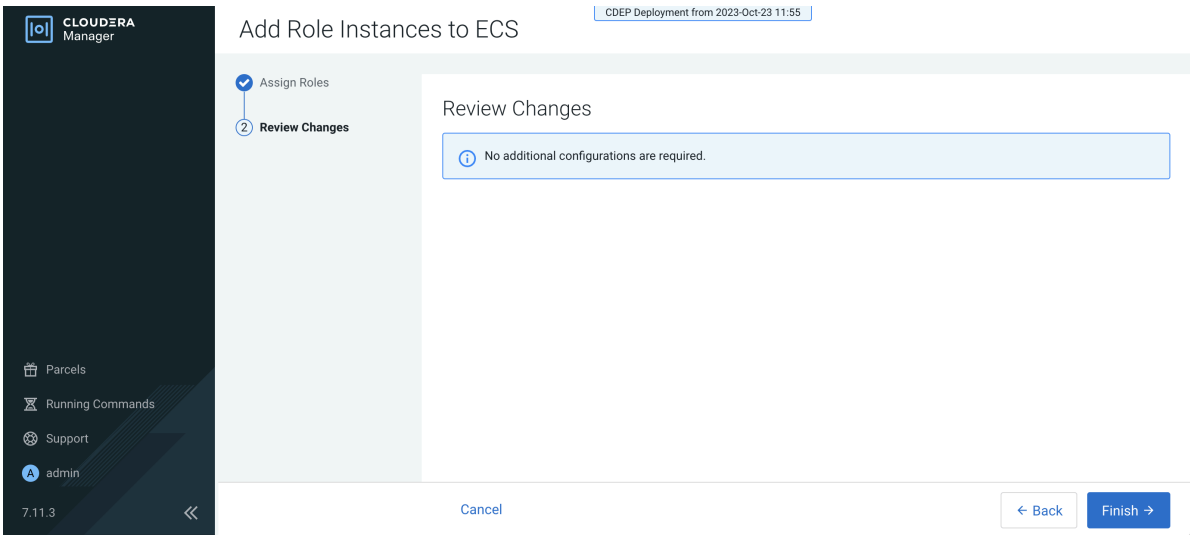 CLOUDERA
Manager
Add Role Instances to ECS
CDEP Deployment from 2023-Oct-23 11:55
Assign Roles
2 Review Changes
Review Changes
No additional configurations are required.
Parcels
Running Commands
Support
A admin
7.11.3
Cancel
← Back
Finish →